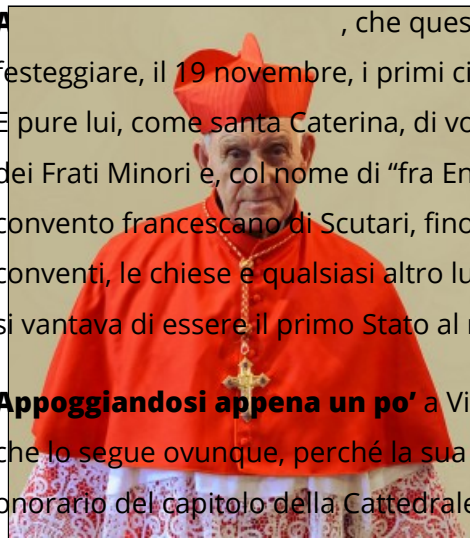 A , che ques
festeggiare, il 19 novembre, i primi ci
E pure lui, come santa Caterina, di vo
dei Frati Minori e, col nome di “fra En
convento francescano di Scutari, fino
conventi, le chiese e qualsiasi altro lu
si vantava di essere il primo Stato al
Appoggiandosi appena un po’ a Vi
che lo segue ovunque, perché la sua
onorario del capitolo della Cattedrale